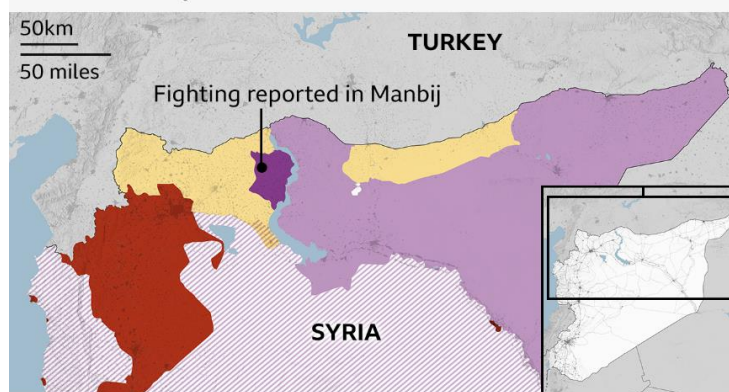 50km
50 miles
TURKEY
Fighting reported in Manbij
SYRIA